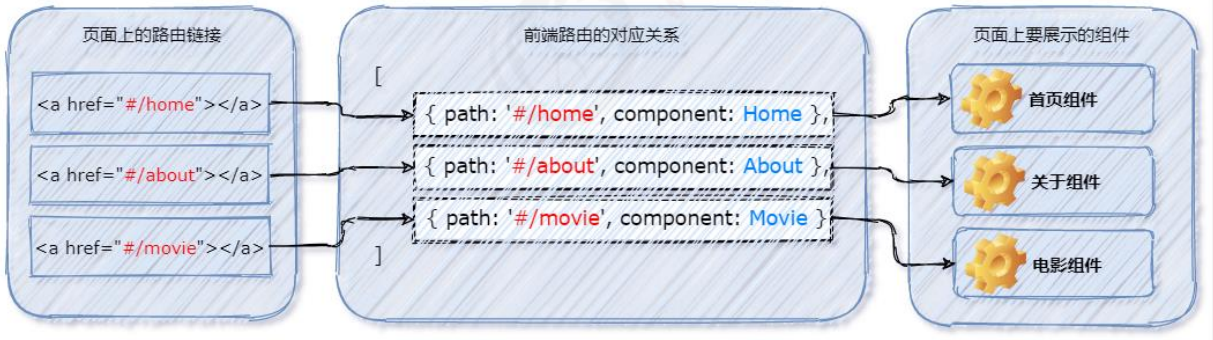 页面上的路由链接
<a href="#/home"></a>
<a href="#/about"></a>
<a href="#/movie"></a>
前端路由的对应关系
[
{ path: '#/home', component: Home },
{ path: '#/about', component: About },
{ path: '#/movie', component: Movie }
]
页面上要展示的组件
首页组件
关于组件
电影组件